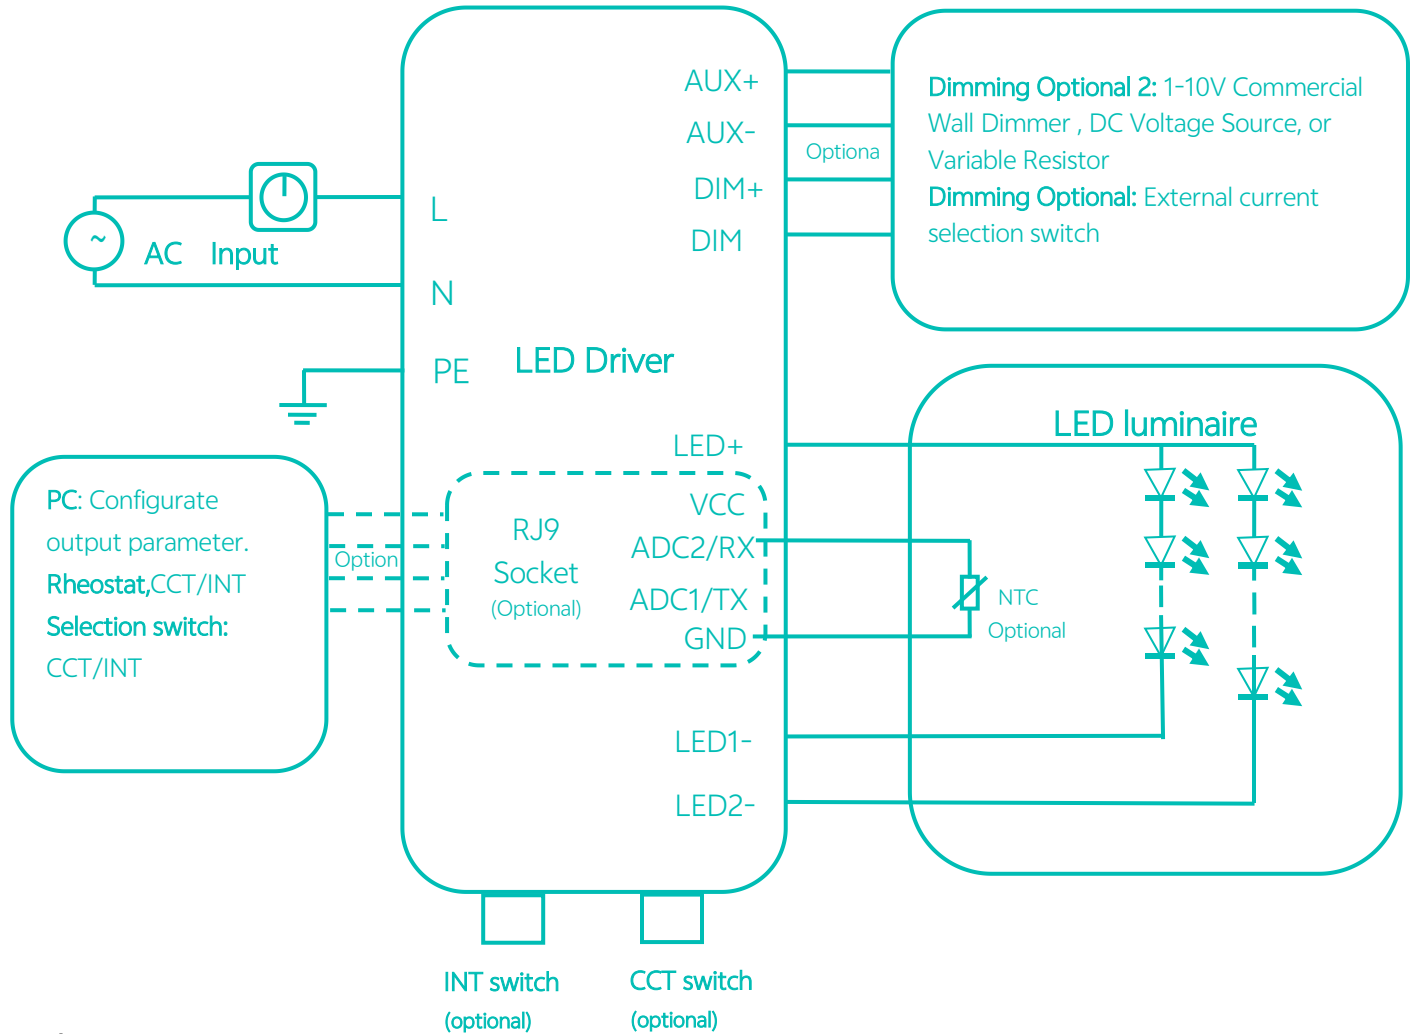 AUX+
AUX-
Optiona
DIM+
DIM
Dimming Optional 2: 1-10V Commercial
Wall Dimmer , DC Voltage Source, or
Variable Resistor
Dimming Optional: External current
selection switch
L
~
AC Input
N
PE
LED Driver
LED+
LED luminaire
PC: Configurate
output parameter.
Rheostat,CCT/INT
Selection switch:
CCT/INT
Option
RJ9
Socket
(Optional)
VCC
ADC2/RX
ADC1/TX
GND
NTC
Optional
LED1-
LED2-
INT switch
(optional)
CCT switch
(optional)